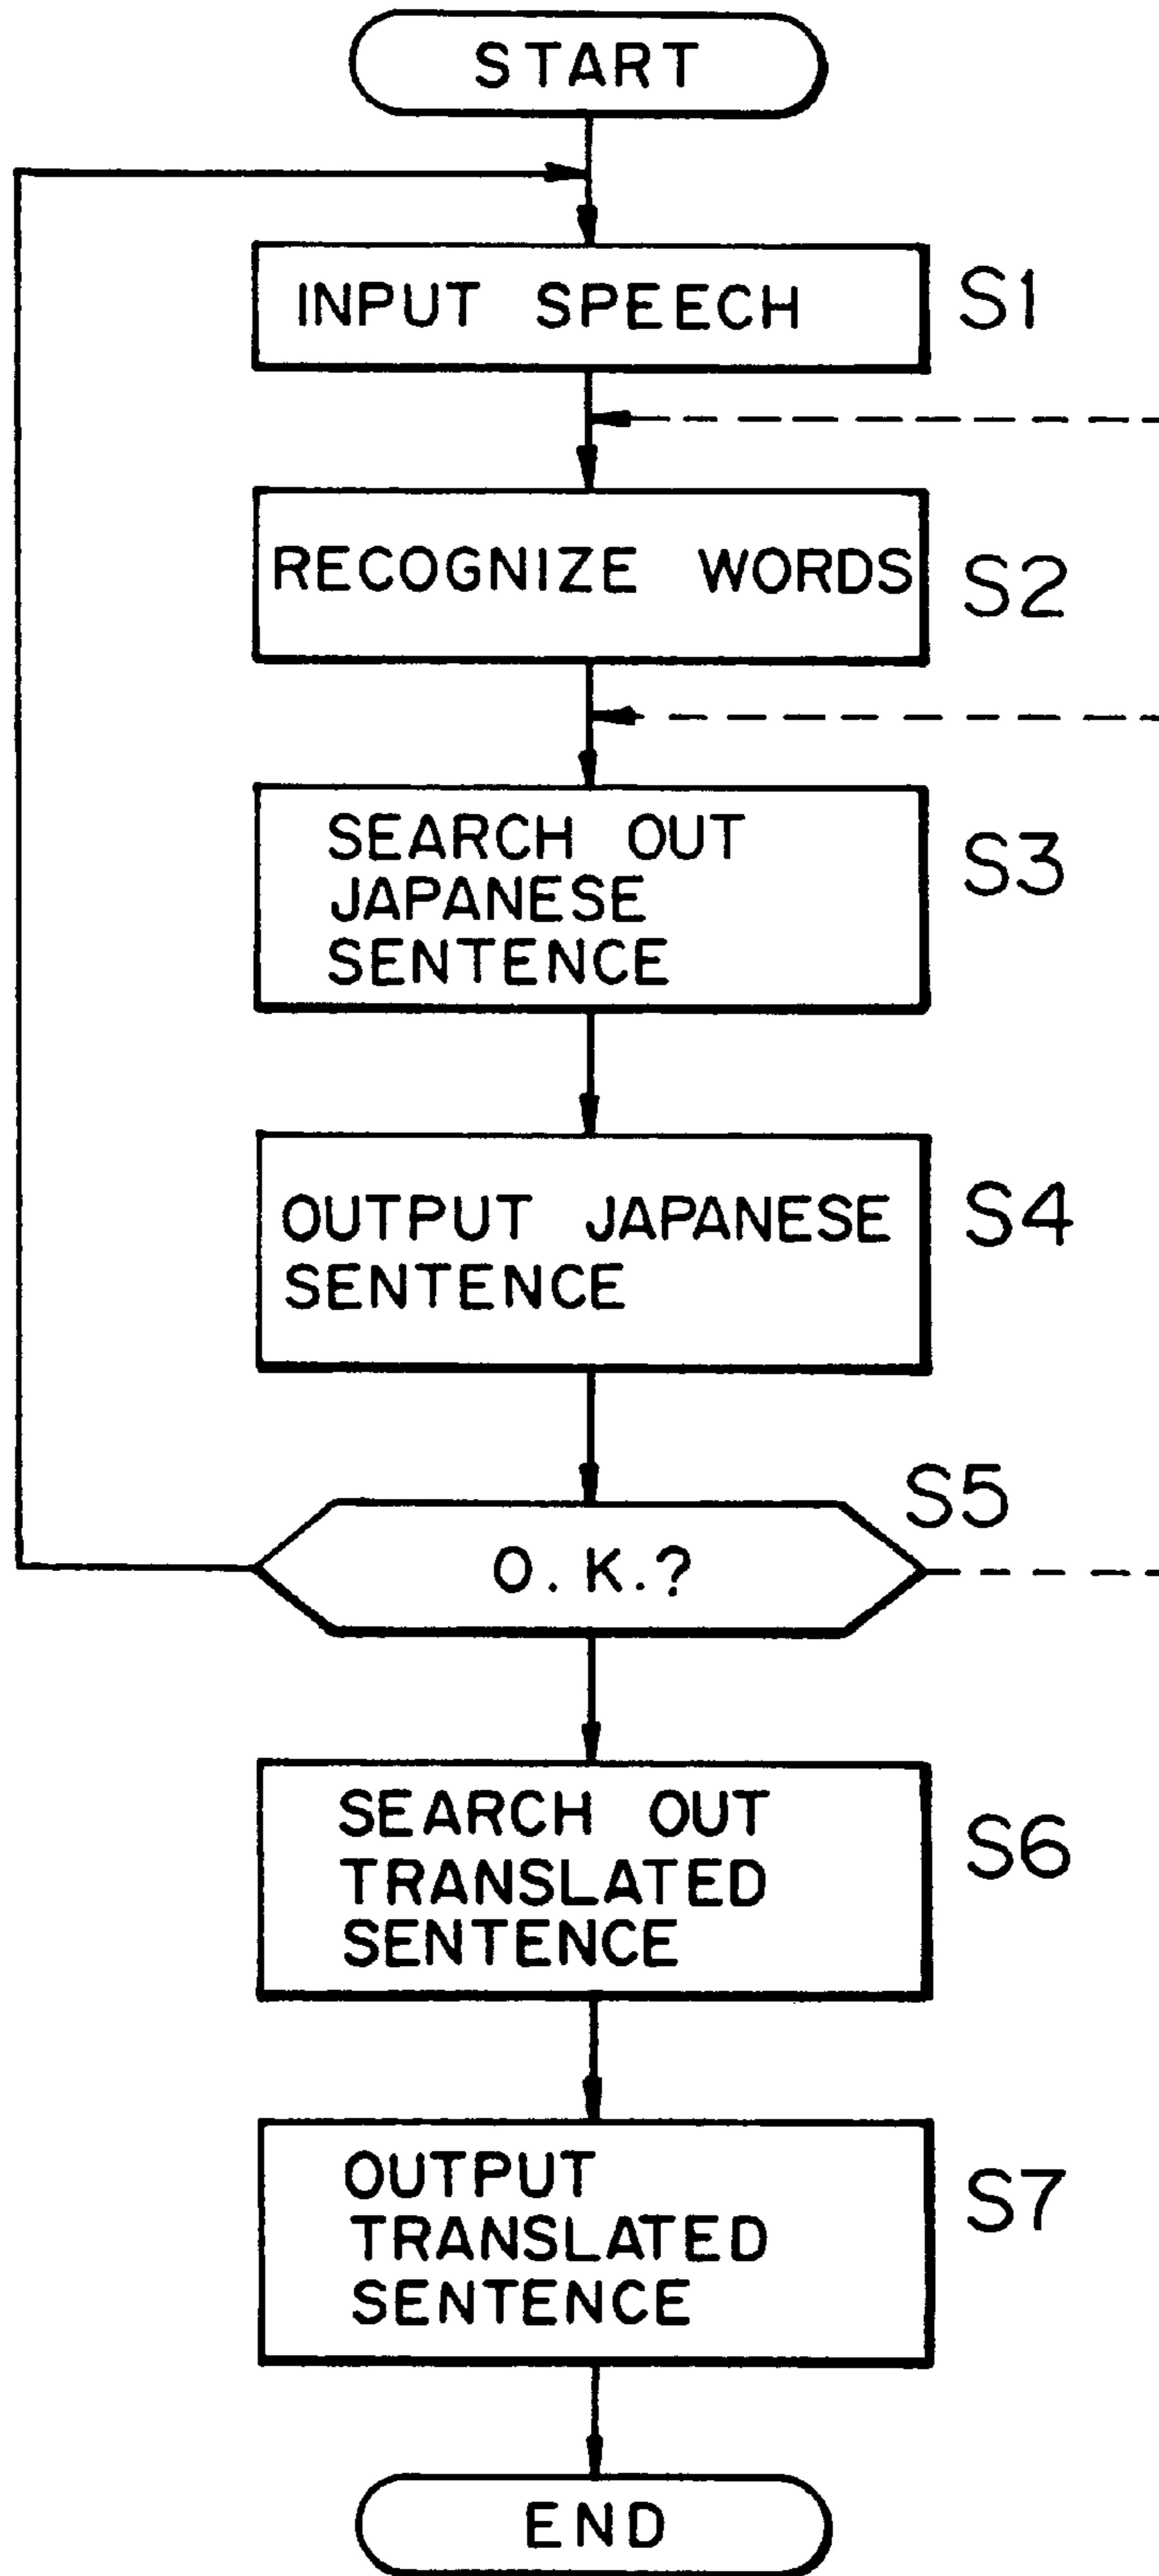 START
INPUT SPEECH
S1
RECOGNIZE WORDS
S2
SEARCH OUT
JAPANESE
SENTENCE
S3
OUTPUT JAPANESE
SENTENCE
S4
S5
O.K.?
SEARCH OUT
TRANSLATED
SENTENCE
S6
OUTPUT
TRANSLATED
SENTENCE
S7
END